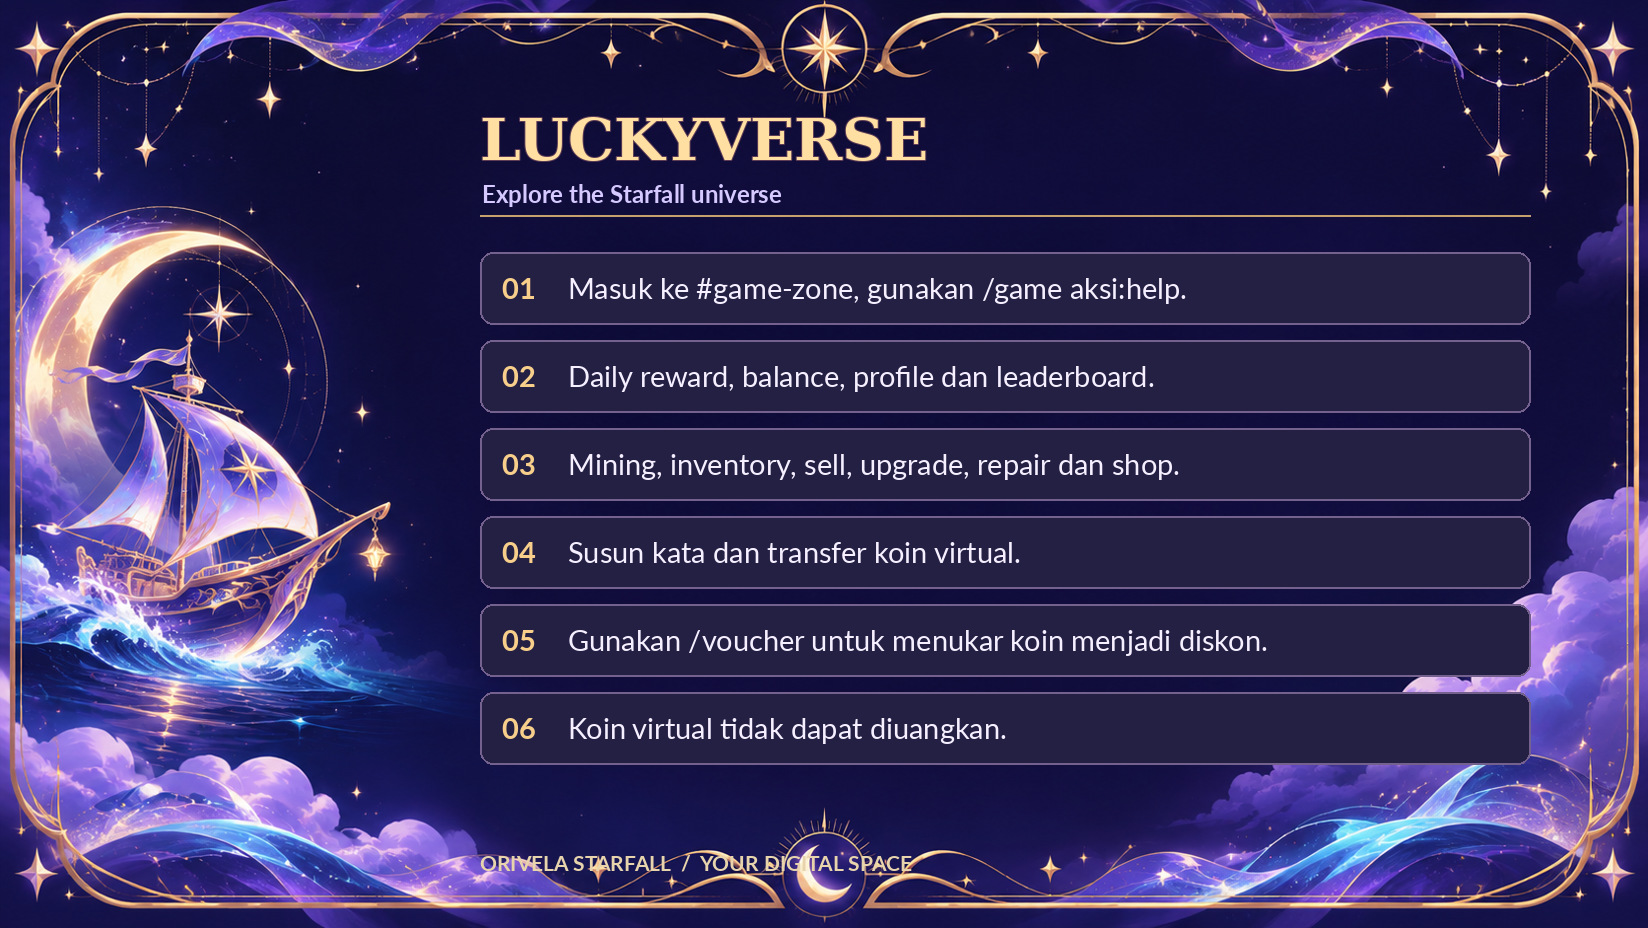 LUCKYVERSE
Explore the Starfall universe
01 Masuk ke #game-zone, gunakan /game aksi:help.
02 Daily reward, balance, profile dan leaderboard.
03 Mining, inventory, sell, upgrade, repair dan shop.
04 Susun kata dan transfer koin virtual.
05 Gunakan /voucher untuk menukar koin menjadi diskon.
06 Koin virtual tidak dapat diuangkan.
ORIVELA STARFALL / YOUR DIGITAL SPACE